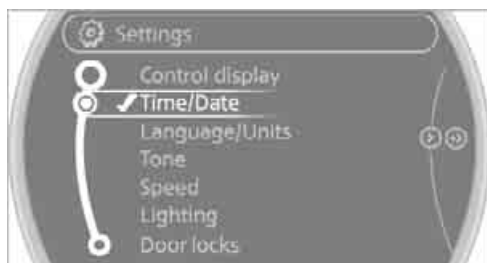 Settings
Control display
Time/Date
Language/Units
Tone
Speed
Lighting
Door locks